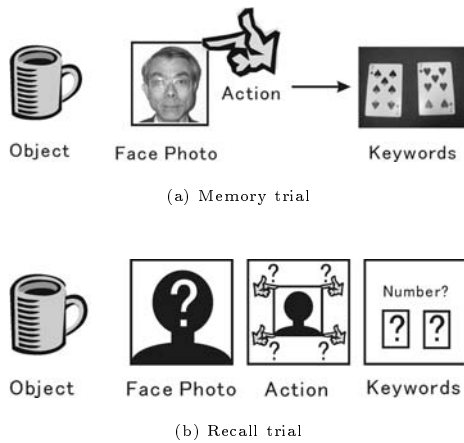 Action
Object
Face Photo
Keywords
(a) Memory trial
?
? ?
? ?
Number?
? ?
Object
Face Photo
Action
Keywords
(b) Recall trial